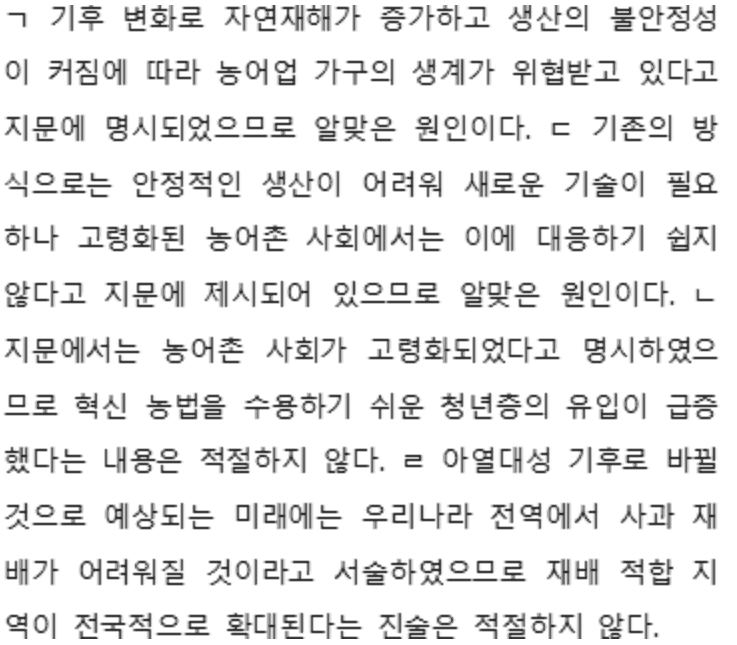 ㄱ 기후 변화로 자연재해가 증가하고 생산의 불안정성
이 커짐에 따라 농어업 가구의 생계가 위협받고 있다고
지문에 명시되었으므로 알맞은 원인이다. ㄷ 기존의 방
식으로는 안정적인 생산이 어려워 새로운 기술이 필요
하나 고령화된 농어촌 사회에서는 이에 대응하기 쉽지
않다고 지문에 제시되어 있으므로 알맞은 원인이다. ㄴ
지문에서는 농어촌 사회가 고령화되었다고 명시하였으
므로 혁신 농법을 수용하기 쉬운 청년층의 유입이 급증
했다는 내용은 적절하지 않다. ㄹ 아열대성 기후로 바뀔
것으로 예상되는 미래에는 우리나라 전역에서 사과 재
배가 어려워질 것이라고 서술하였으므로 재배 적합 지
역이 전국적으로 확대된다는 진술은 적절하지 않다.